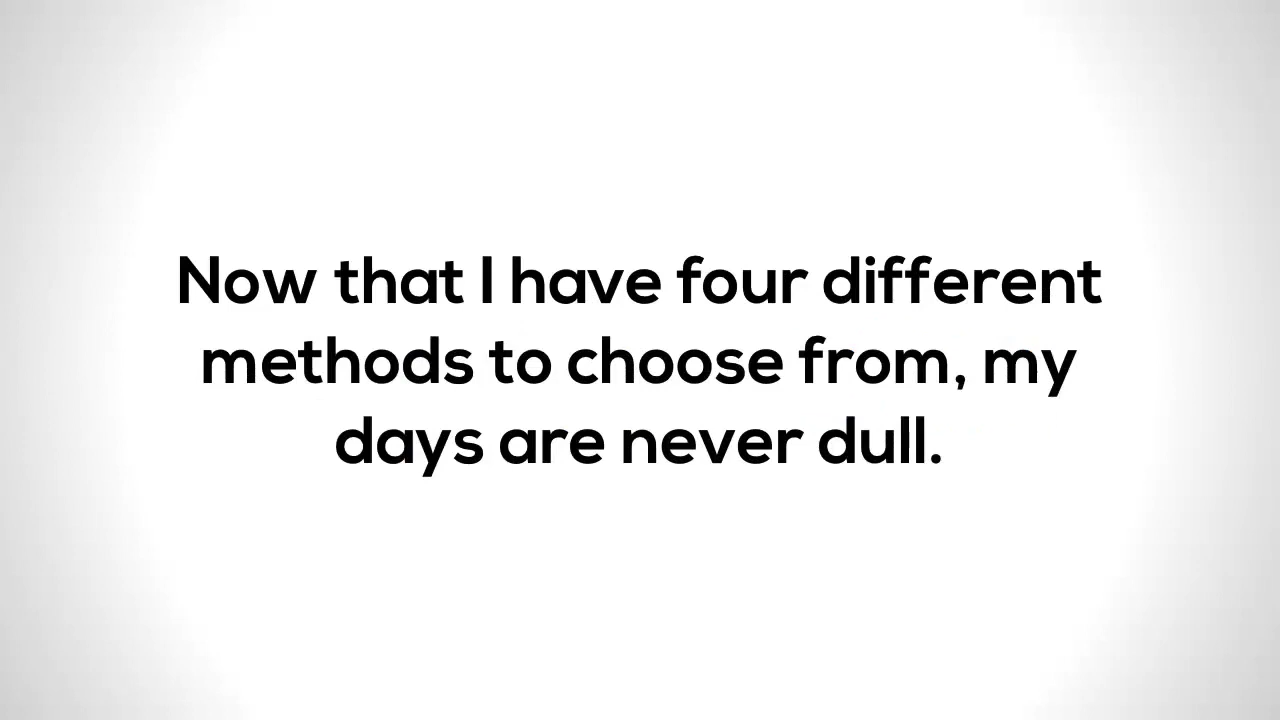 Now that I have four different
methods to choose from, my
days are never dull.